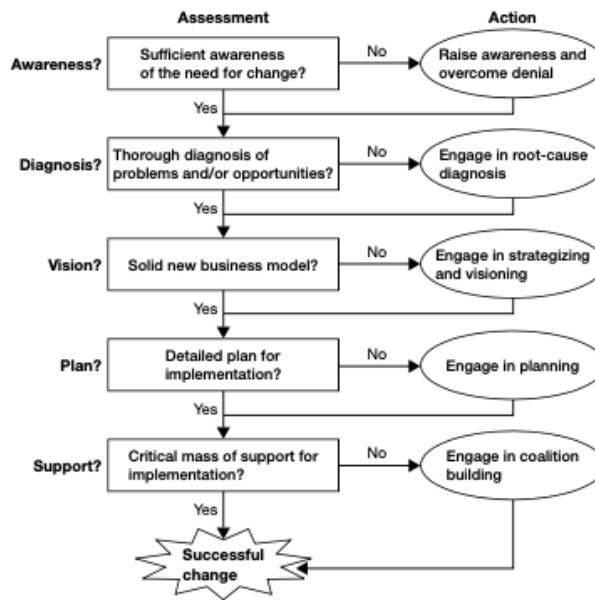 Assessment
Action
Awareness?
Sufficient awareness
of the need for change?
No
Raise awareness and
overcome denial
Yes
Diagnosis?
Thorough diagnosis of
problems and/or opportunities?
No
Engage in root-cause
diagnosis
Yes
Vision?
Solid new business model?
No
Engage in strategizing
and visioning
Yes
Plan?
Detailed plan for
implementation?
No
Engage in planning
Yes
Support?
Critical mass of support for
implementation?
No
Engage in coalition
building
Yes
Successful
change